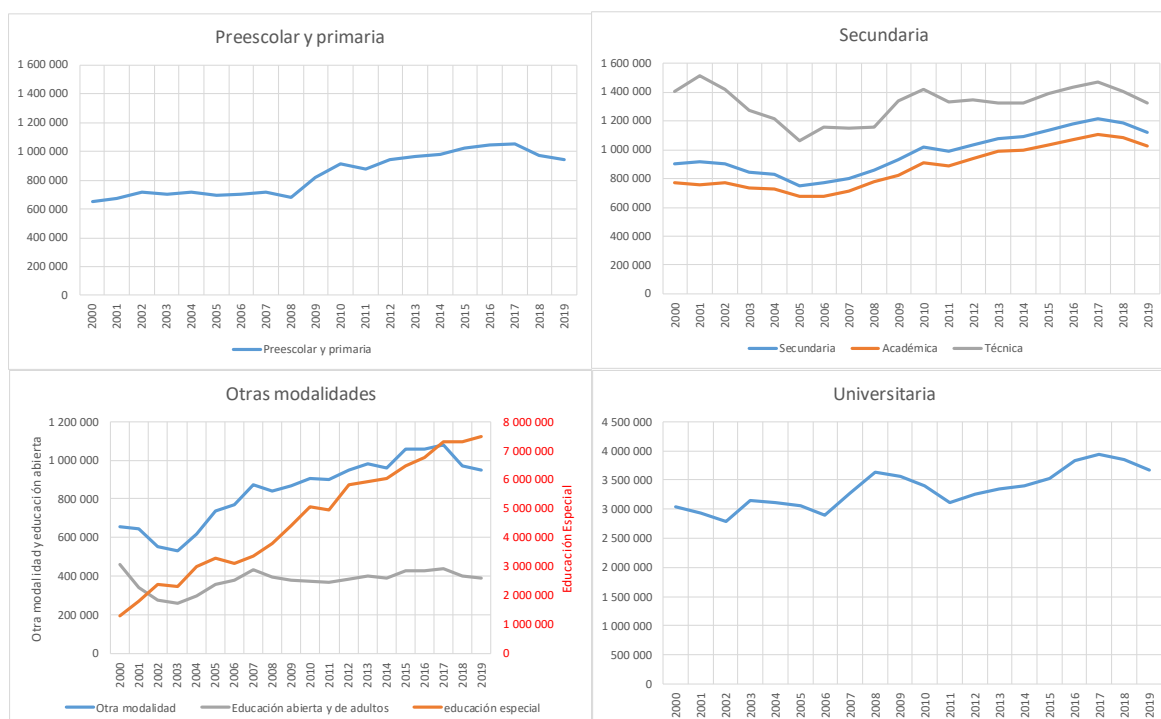 Preescolar y primaria
1 600 000
1 400 000
1 200 000
1 000 000
800 000
600 000
400 000
200 000
0
2000 2001 2002 2003 2004 2005 2006 2007 2008 2009 2010 2011 2012 2013 2014 2015 2016 2017 2018 2019
Preescolar y primaria
Secundaria
1 600 000
1 400 000
1 200 000
1 000 000
800 000
600 000
400 000
200 000
0
2000 2001 2002 2003 2004 2005 2006 2007 2008 2009 2010 2011 2012 2013 2014 2015 2016 2017 2018 2019
Secundaria Académica Técnica
Otras modalidades
Otra modalidad y educación abierta
1 200 000
1 000 000
800 000
600 000
400 000
200 000
0
8 000 000
7 000 000
6 000 000
5 000 000
4 000 000
3 000 000
2 000 000
1 000 000
0
Educación Especial
2000 2001 2002 2003 2004 2005 2006 2007 2008 2009 2010 2011 2012 2013 2014 2015 2016 2017 2018 2019
Otra modalidad Educación abierta y de adultos educación especial
Universitaria
4 500 000
4 000 000
3 500 000
3 000 000
2 500 000
2 000 000
1 500 000
1 000 000
500 000
0
2000 2001 2002 2003 2004 2005 2006 2007 2008 2009 2010 2011 2012 2013 2014 2015 2016 2017 2018 2019